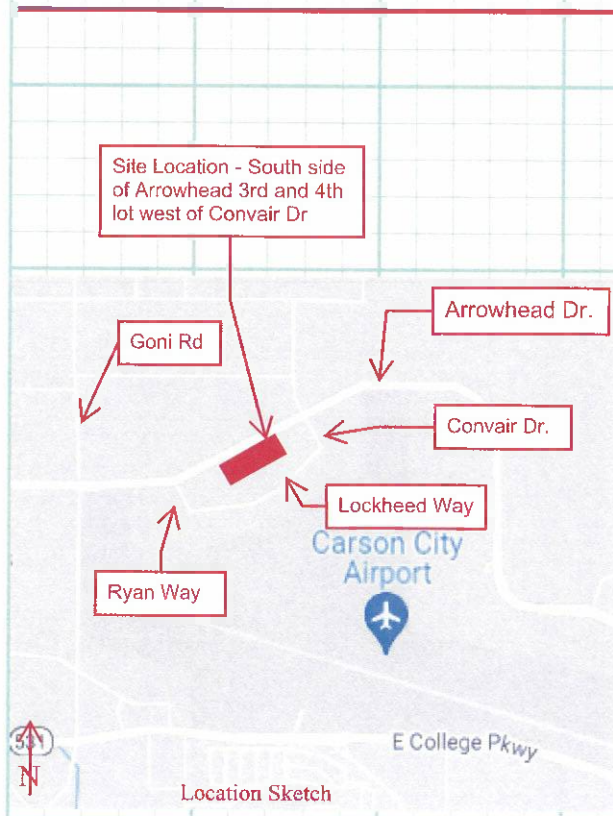 Site Location - South side
of Arrowhead 3rd and 4th
lot west of Convair Dr
Arrowhead Dr.
Goni Rd
Convair Dr.
Lockheed Way
Carson City
Airport
Ryan Way
531
N
E College Pkwy
Location Sketch